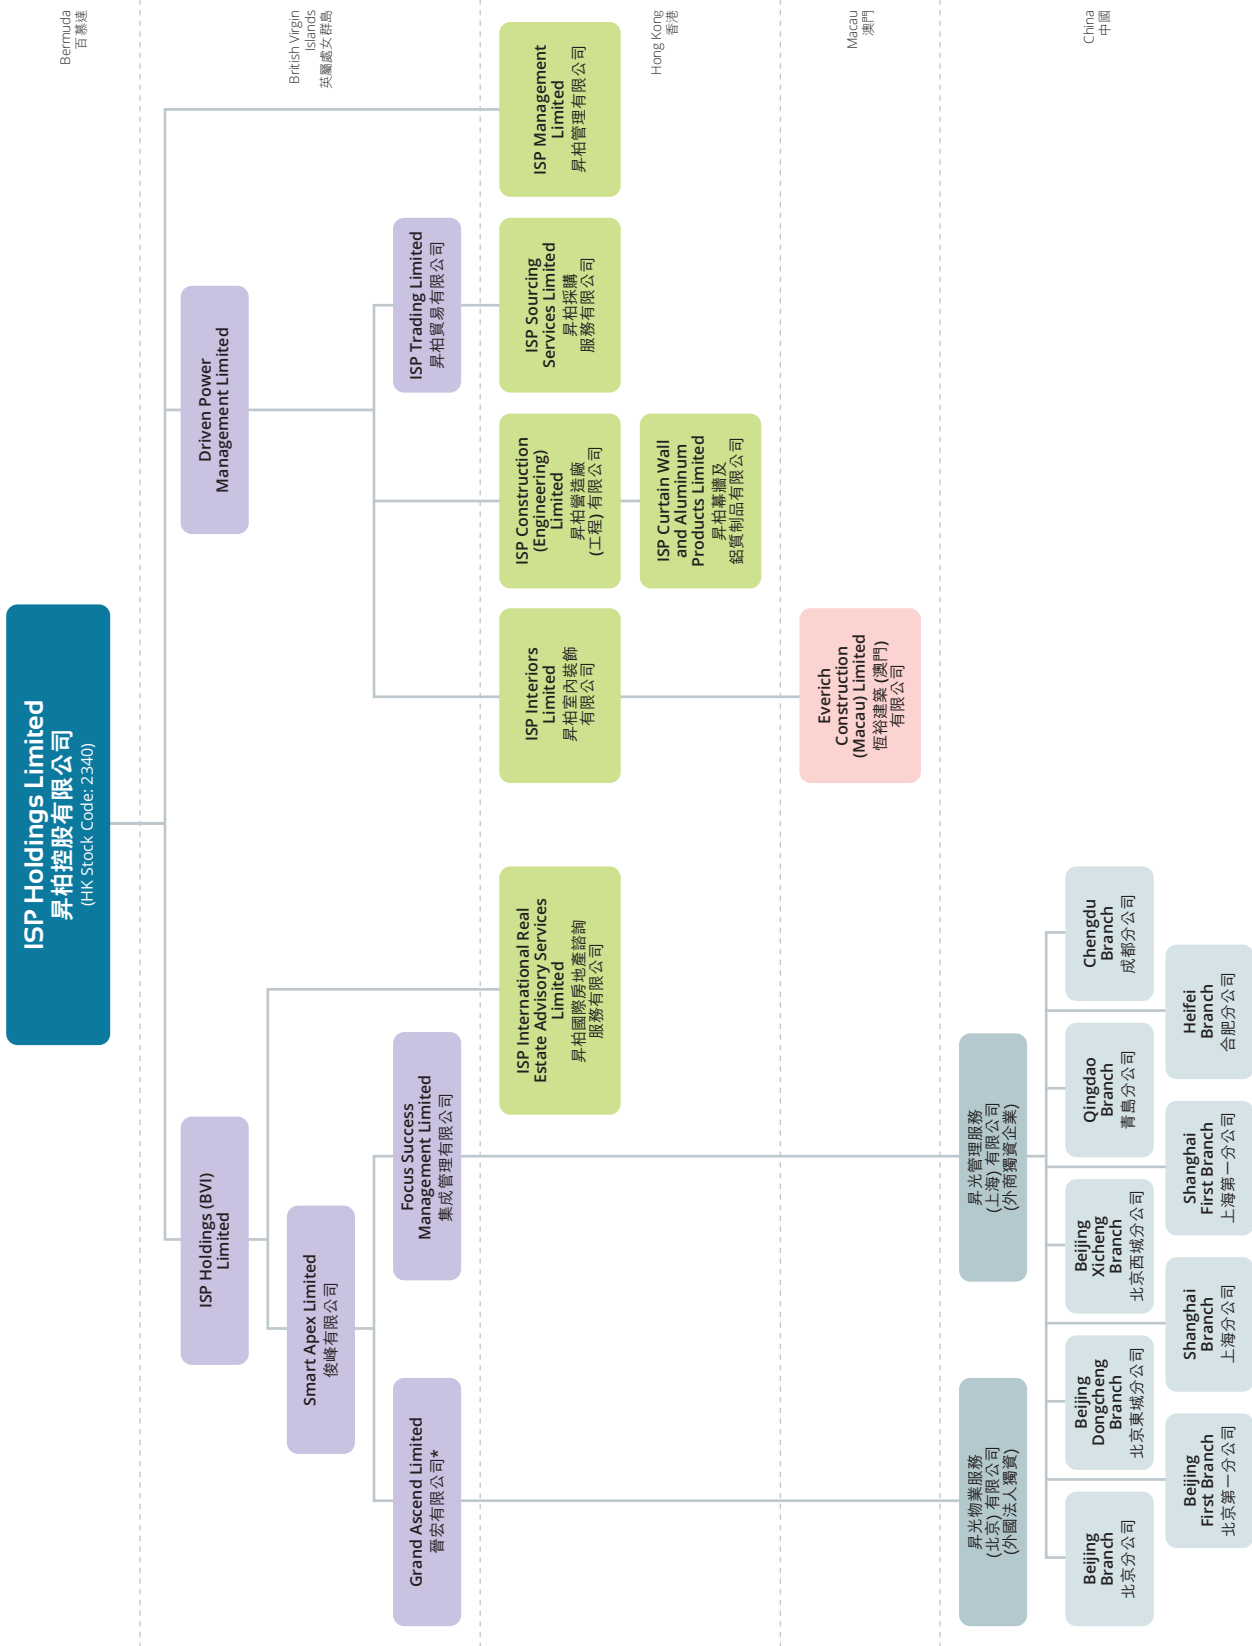 ISP Holdings Limited
昇柏控股有限公司
(HK Stock Code: 2340)
Bermuda
百慕達
ISP Holdings (BVI)
Limited
Driven Power
Management Limited
British Virgin
Islands
英屬處女群島
Smart Apex Limited
俊峰有限公司
Grand Ascend Limited
晉宏有限公司*
Focus Success
Management Limited
集成管理有限公司
ISP Trading Limited
昇柏貿易有限公司
ISP International Real
Estate Advisory Services
Limited
昇柏國際房地產諮詢
服務有限公司
ISP Interiors
Limited
昇柏室內裝飾
有限公司
ISP Construction
(Engineering)
Limited
昇柏營造廠
(工程) 有限公司
ISP Sourcing
Services Limited
昇柏採購
服務有限公司
ISP Management
Limited
昇柏管理有限公司
Hong Kong
香港
ISP Curtain Wall
and Aluminum
Products Limited
昇柏幕牆及
鋁質制品有限公司
Everich
Construction
(Macau) Limited
恆裕建築 (澳門)
有限公司
Macau
澳門
昇光物業服務
(北京) 有限公司
(外國法人獨資)
昇光管理服務
(上海) 有限公司
(外商獨資企業)
China
中國
Beijing
Branch
北京分公司
Beijing
Dongcheng
Branch
北京東城分公司
Beijing
Xicheng
Branch
北京西城分公司
Qingdao
Branch
青島分公司
Chengdu
Branch
成都分公司
Beijing
First Branch
北京第一分公司
Shanghai
Branch
上海分公司
Shanghai
First Branch
上海第一分公司
Heifei
Branch
合肥分公司